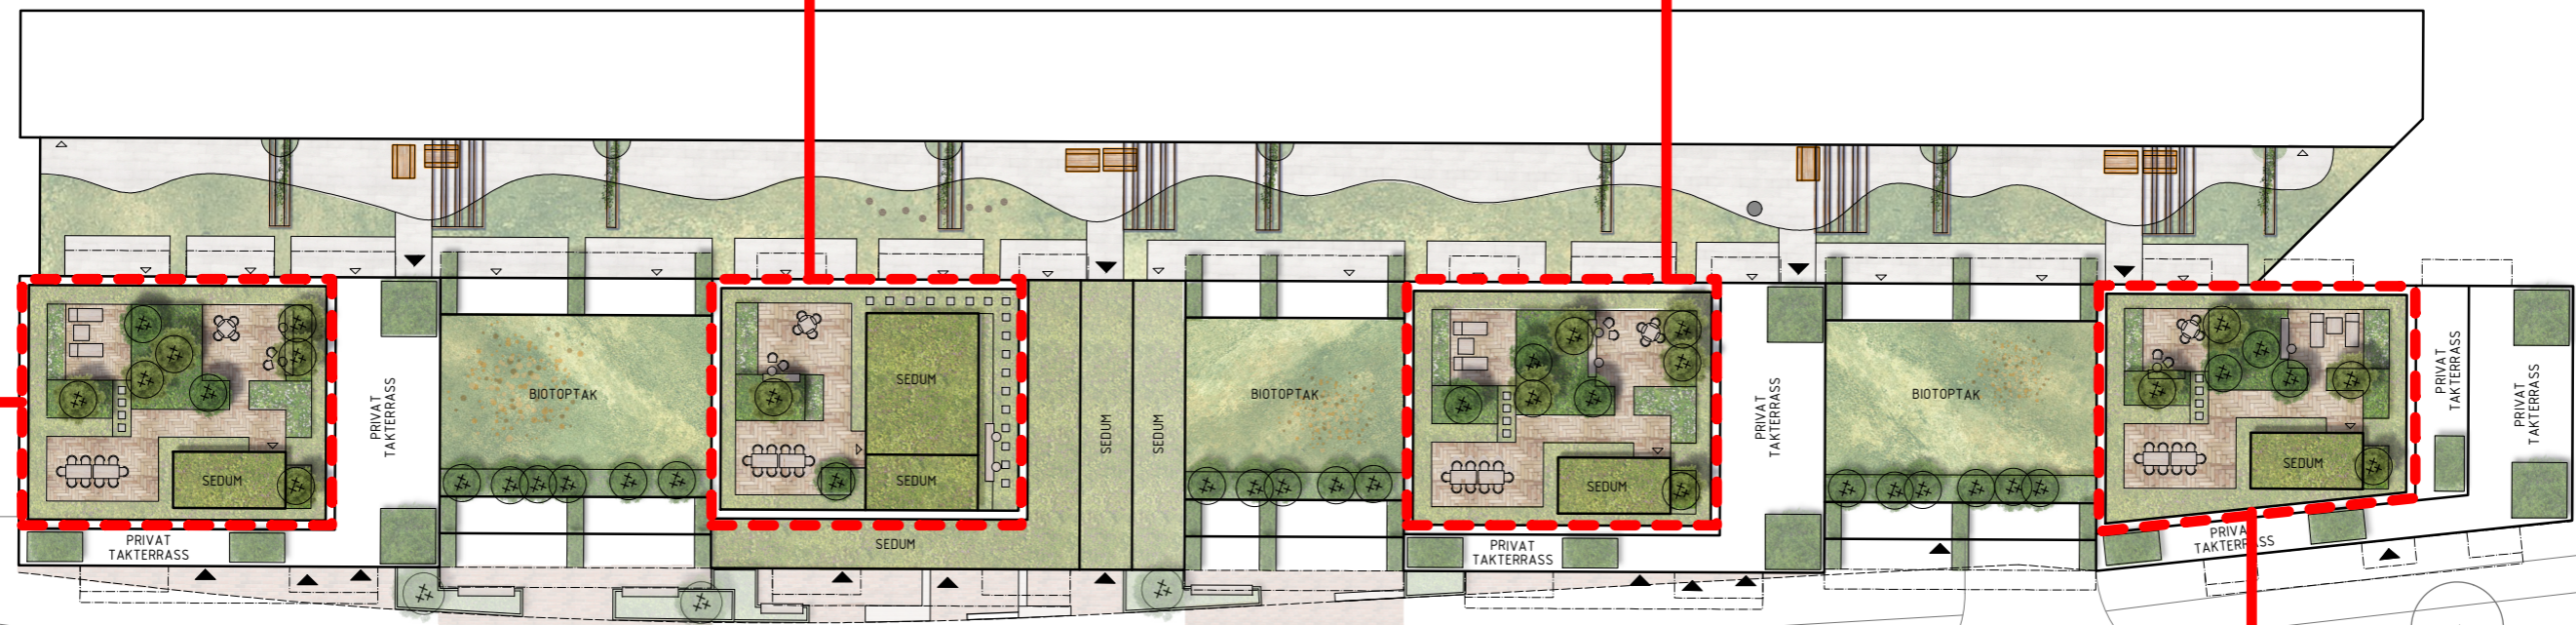 SEDUM
PRIVAT
TAKTERRASS
PRIVAT
TAKTERRASS
BIOTOPTAK
SEDUM
SEDUM
SEDUM
SEDUM
SEDUM
BIOTOPTAK
SEDUM
PRIVAT
TAKTERRASS
PRIVAT
TAKTERRASS
BIOTOPTAK
SEDUM
PRIVAT
TAKTERRASS
PRIVAT
TAKTERRASS
PRIVAT
TAKTERRASS